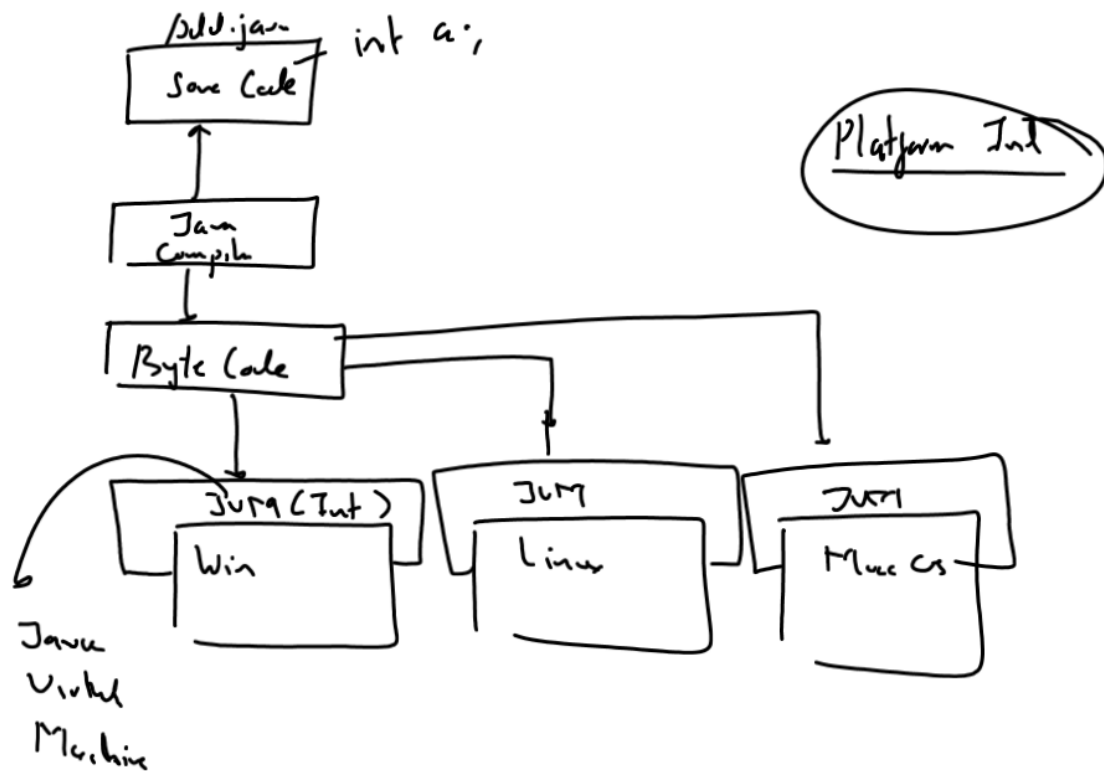 Add.java
int a;
Soue Code
Platform Ind
Java
Compile
Byte Code
JVM (Int)
JVM
JVM
Win
Linux
Mac OS
Java
Virtual
Machine